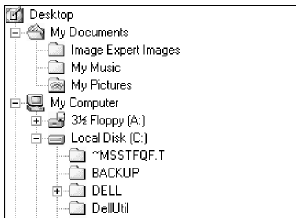 Desktop
My Documents
Image Expert Images
My Music
My Pictures
My Computer
3½ Floppy (A:)
Local Disk (C:)
~MSSTFQF.T
BACKUP
DELL
DellUtil